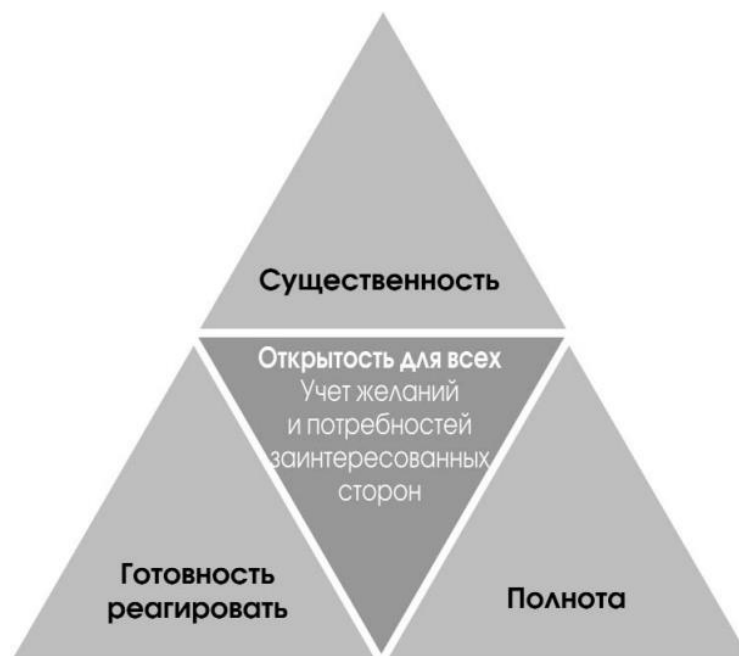 Существенность
Открытость для всех
Учет желаний
и потребностей
заинтересованных
сторон
Готовность
реагировать
Полнота